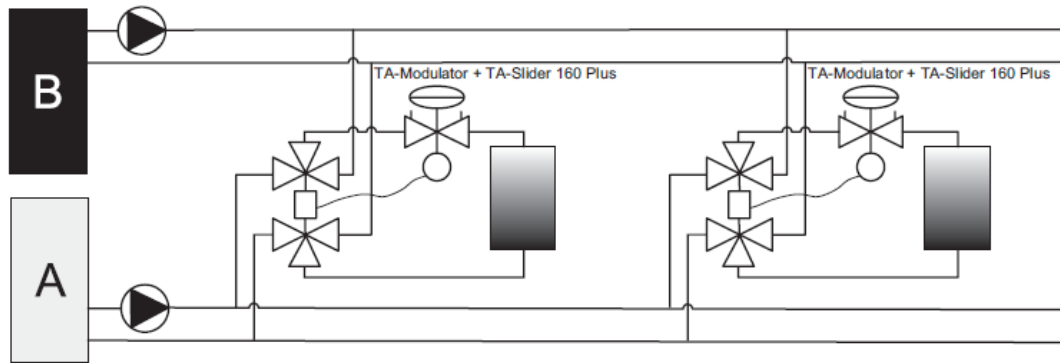 B
TA-Modulator + TA-Slider 160 Plus
TA-Modulator + TA-Slider 160 Plus
A